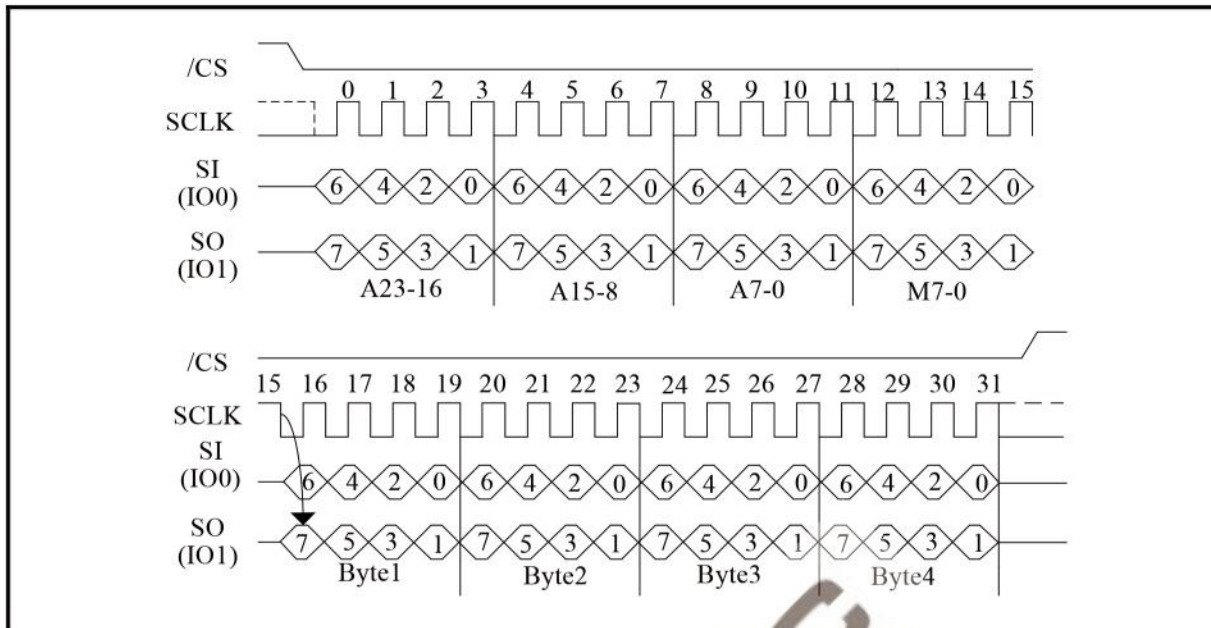 /CS
0 1 2 3 4 5 6 7 8 9 10 11 12 13 14 15
SCLK
SI
(IO0) 6 4 2 0 6 4 2 0 6 4 2 0 6 4 2 0
SO
(IO1) 7 5 3 1 7 5 3 1 7 5 3 1 7 5 3 1
A23-16 A15-8 A7-0 M7-0
/CS
15 16 17 18 19 20 21 22 23 24 25 26 27 28 29 30 31
SCLK
SI
(IO0) 6 4 2 0 6 4 2 0 6 4 2 0 6 4 2 0
SO
(IO1) 7 5 3 1 7 5 3 1 7 5 3 1 7 5 3 1
Byte1 Byte2 Byte3 Byte4